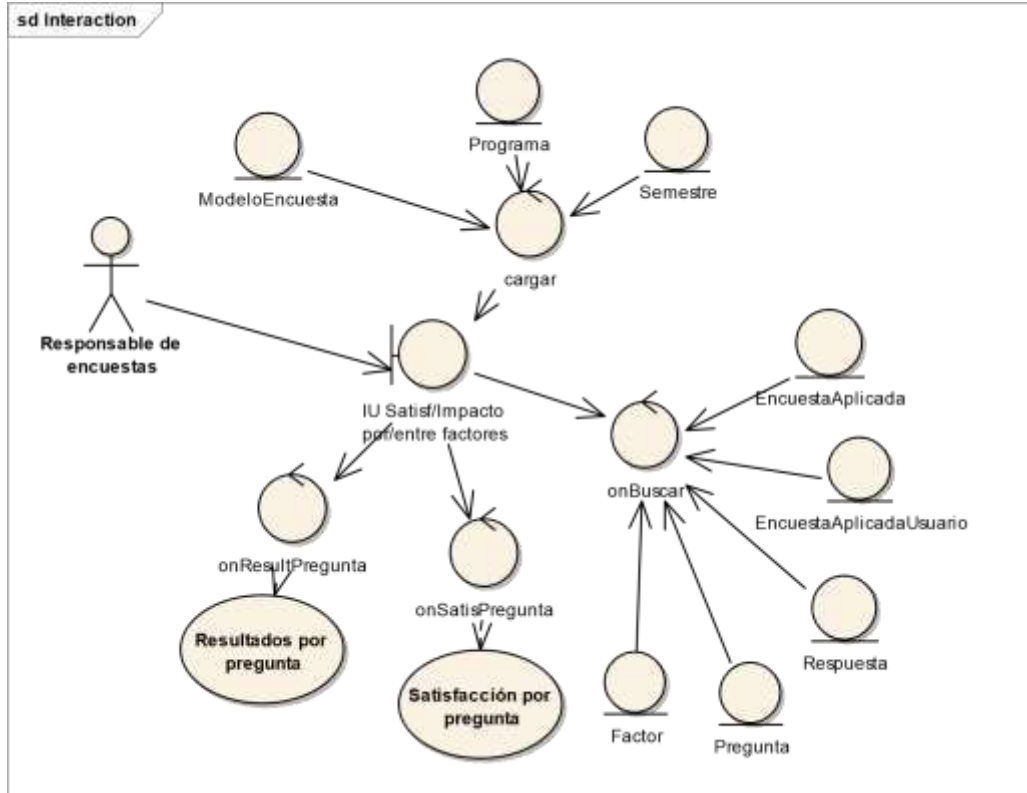 sd Interaction
Programa
ModeloEncuesta
Semestre
cargar
Responsable de
encuestas
IU Satisf/Impacto
por/entre factores
EncuestaAplicada
onBuscar
EncuestaAplicadaUsuario
onResultPregunta
onSatisPregunta
Resultados por
pregunta
Respuesta
Satisfacción por
pregunta
Factor
Pregunta